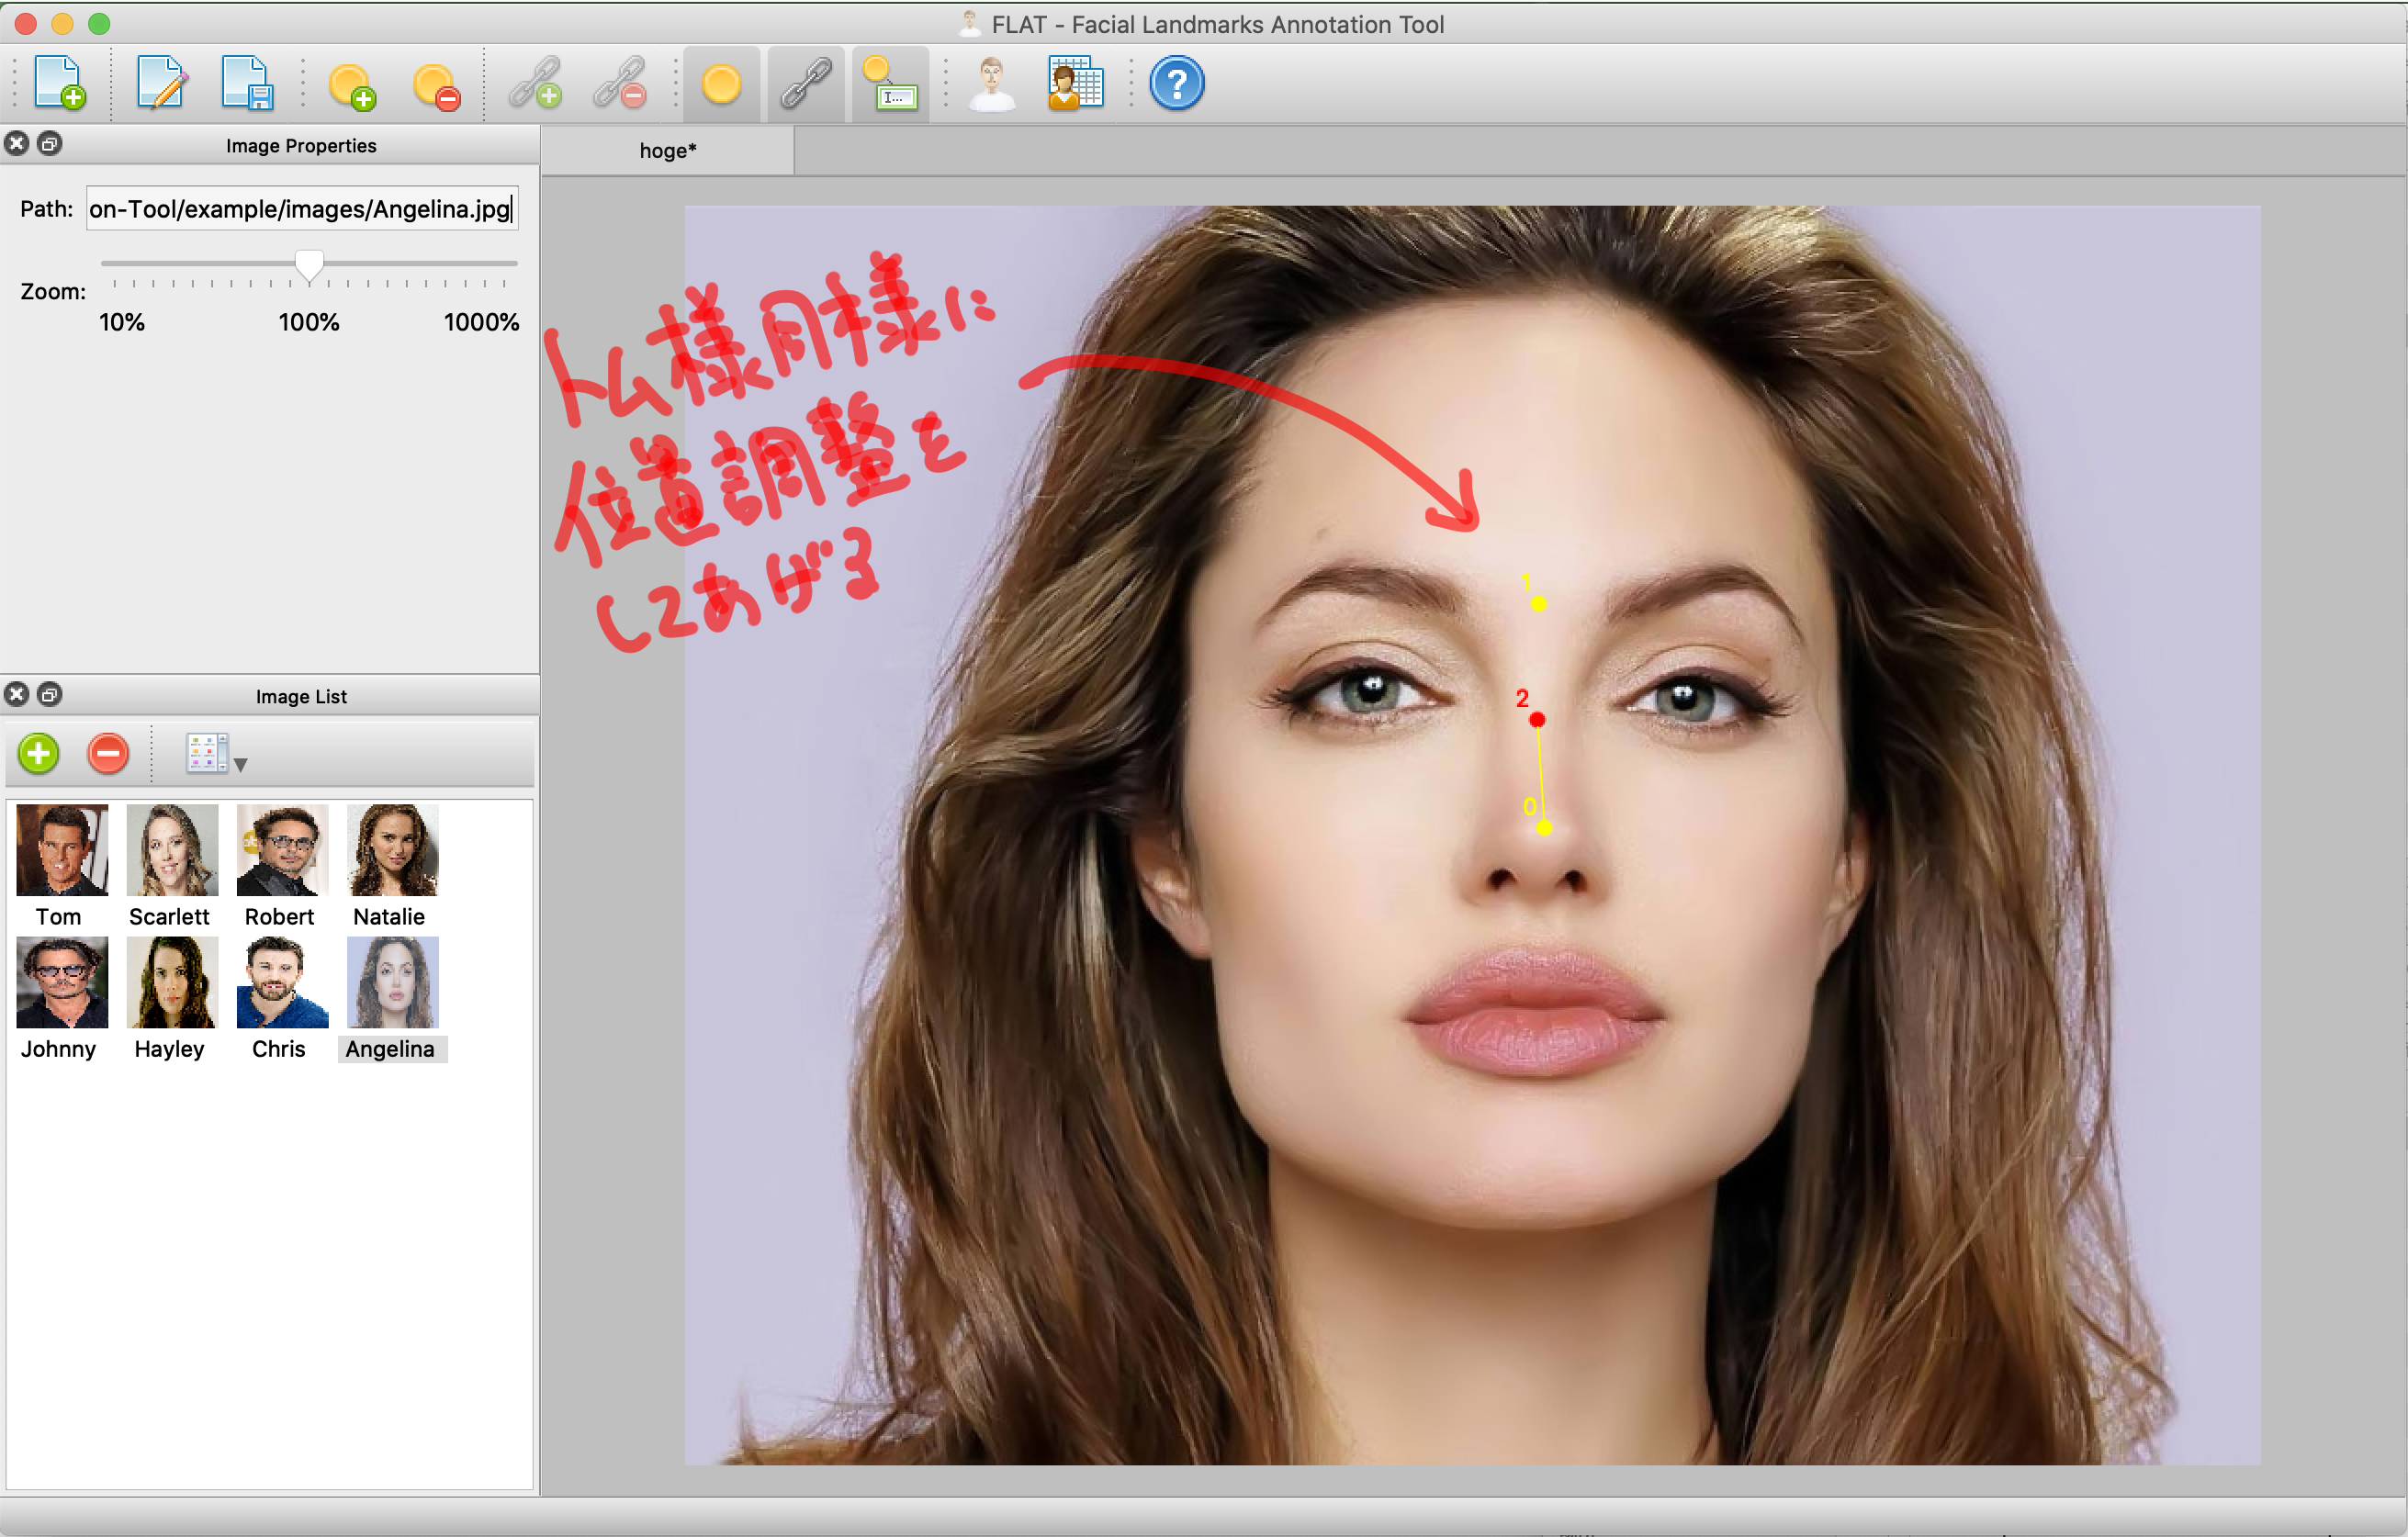 FLAT - Facial Landmarks Annotation Tool
I...
?
Image Properties
hoge*
Path: on-Tool/example/images/Angelina.jpg
Zoom:
10% 100% 1000%
トム様同様に
位置調整を
してあげる
1
2
0
Image List
Tom Scarlett Robert Natalie
Johnny Hayley Chris Angelina